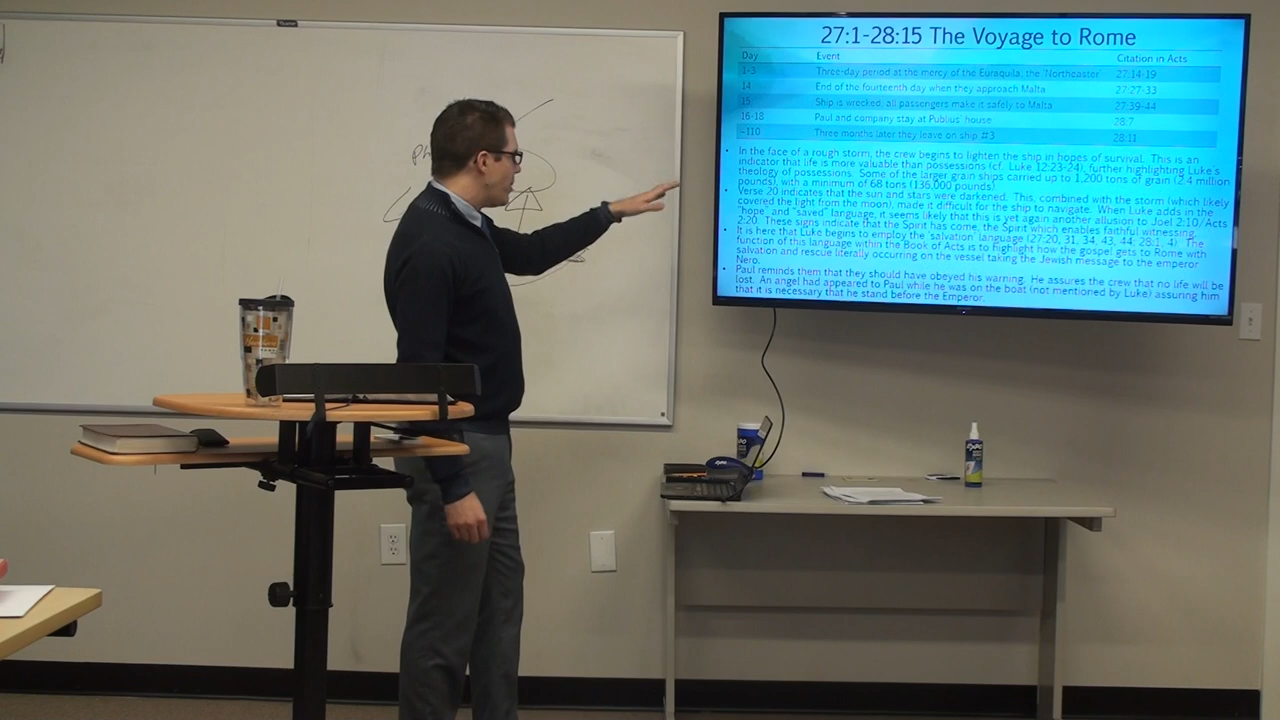 27:1-28:15 The Voyage to Rome
Day Event Citation in Acts
1-3 Three-day period at the mercy of the Euraquila, the 'Northeaster' 27:14-19
14 End of the fourteenth day when they approach Malta 27:27-33
15 Ship is wrecked, all passengers make it safely to Malta 27:39-44
16-18 Paul and company stay at Publius' house 28:7
~110 Three months later they leave on ship #3 28:11
• In the face of a rough storm, the crew begins to lighten the ship in hopes of survival. This is an
indicator that life is more valuable than possessions (cf. Luke 12:23-24), further highlighting Luke's
theology of possessions. Some of the larger grain ships carried up to 1,200 tons of grain (2.4 million
pounds), with a minimum of 68 tons (136,000 pounds).
• Verse 20 indicates that the sun and stars were darkened. This, combined with the storm (which likely
covered the light from the moon), made it difficult for the ship to navigate. When Luke adds in the
"hope" and "saved" language, it seems likely that this is yet again another allusion to Joel 2:10/Acts
2:20. These signs indicate that the Spirit has come, the Spirit which enables faithful witnessing.
• It is here that Luke begins to employ the 'salvation' language (27:20, 31, 34, 43, 44; 28:1, 4). The
function of this language within the Book of Acts is to highlight how the gospel gets to Rome with
salvation and rescue literally occurring on the vessel taking the Jewish message to the emperor
Nero.
• Paul reminds them that they should have obeyed his warning. He assures the crew that no life will be
lost. An angel had appeared to Paul while he was on the boat (not mentioned by Luke) assuring him
that it is necessary that he stand before the Emperor.
EXPO